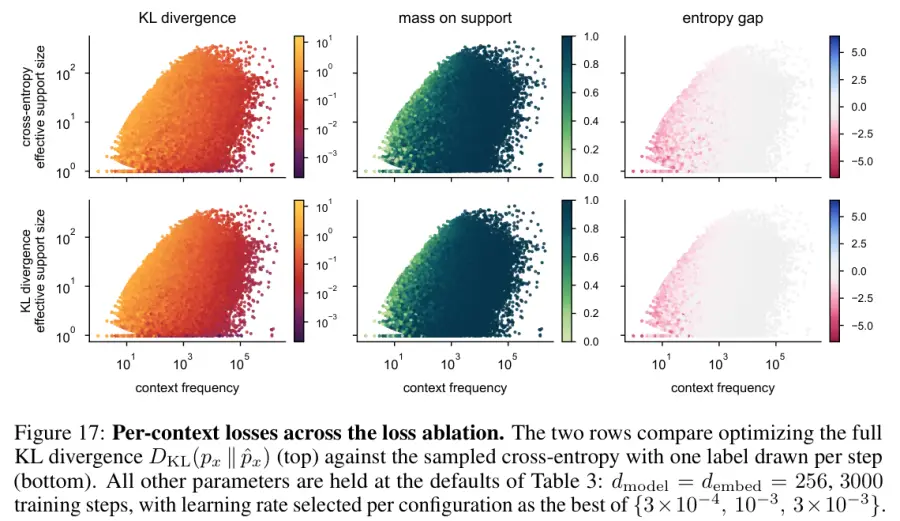 KL divergence
mass on support
entropy gap
cross-sentropy
effective support size
10²
10¹
10⁰
10¹
10⁰
10⁻¹
10⁻²
10⁻³
1.0
0.8
0.6
0.4
0.2
0.0
5.0
2.5
0.0
−2.5
−5.0
KL divergence
effective support size
10²
10¹
10⁰
10¹
10⁰
10⁻¹
10⁻²
10⁻³
1.0
0.8
0.6
0.4
0.2
0.0
5.0
2.5
0.0
−2.5
−5.0
10¹ 10³ 10⁵
10¹ 10³ 10⁵
10¹ 10³ 10⁵
context frequency
context frequency
context frequency
Figure 17: Per-context losses across the loss ablation. The two rows compare optimizing the full
KL divergence D_KL(pₓ ∥ p̂ₓ) (top) against the sampled cross-entropy with one label drawn per step
(bottom). All other parameters are held at the defaults of Table 3: d_model = d_embed = 256, 3000
training steps, with learning rate selected per configuration as the best of {3×10⁻⁴, 10⁻³, 3×10⁻³}.